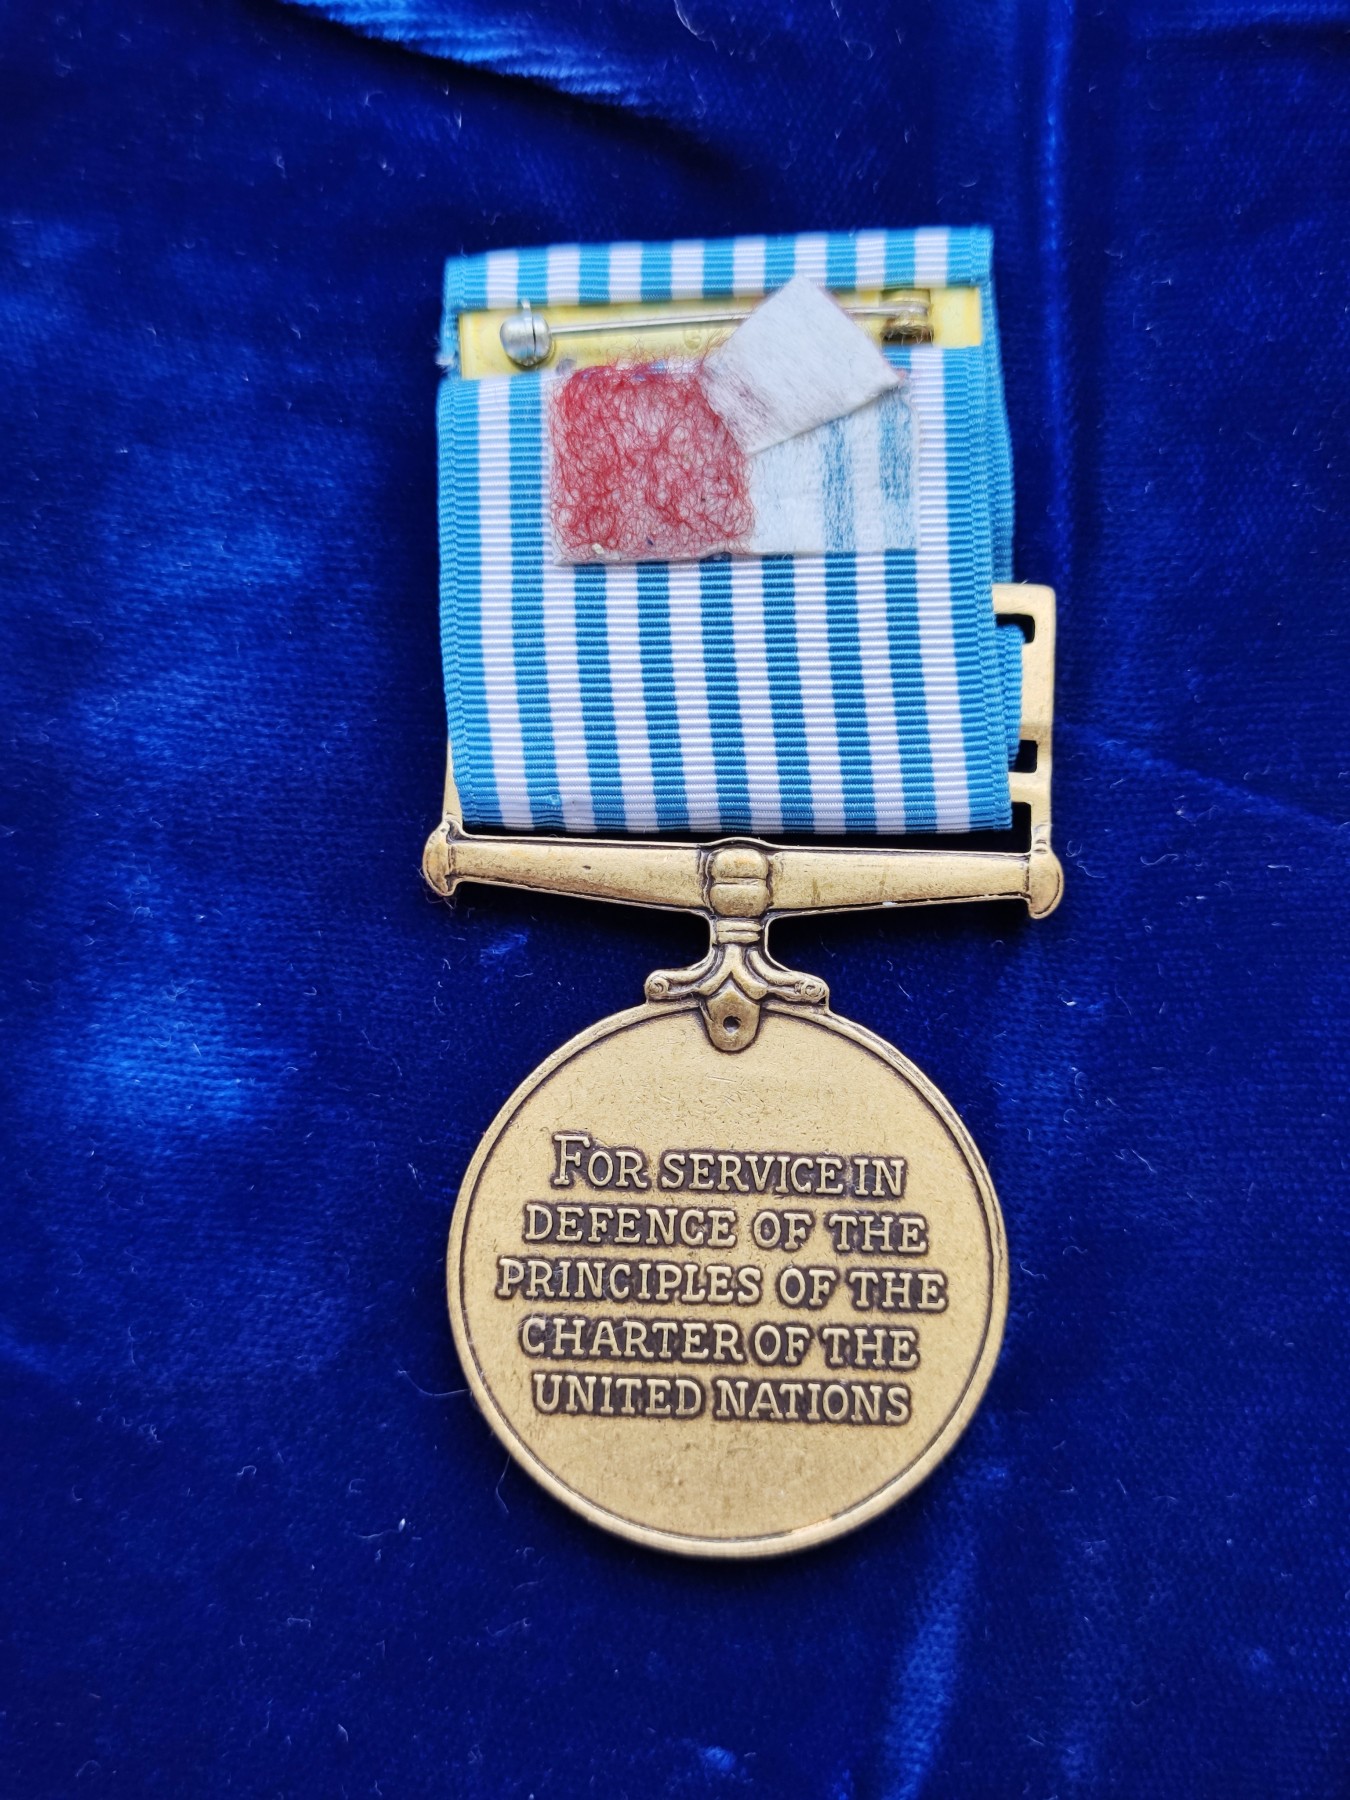 FOR SERVICE IN
DEFENCE OF THE
PRINCIPLES OF THE
CHARTER OF THE
UNITED NATIONS